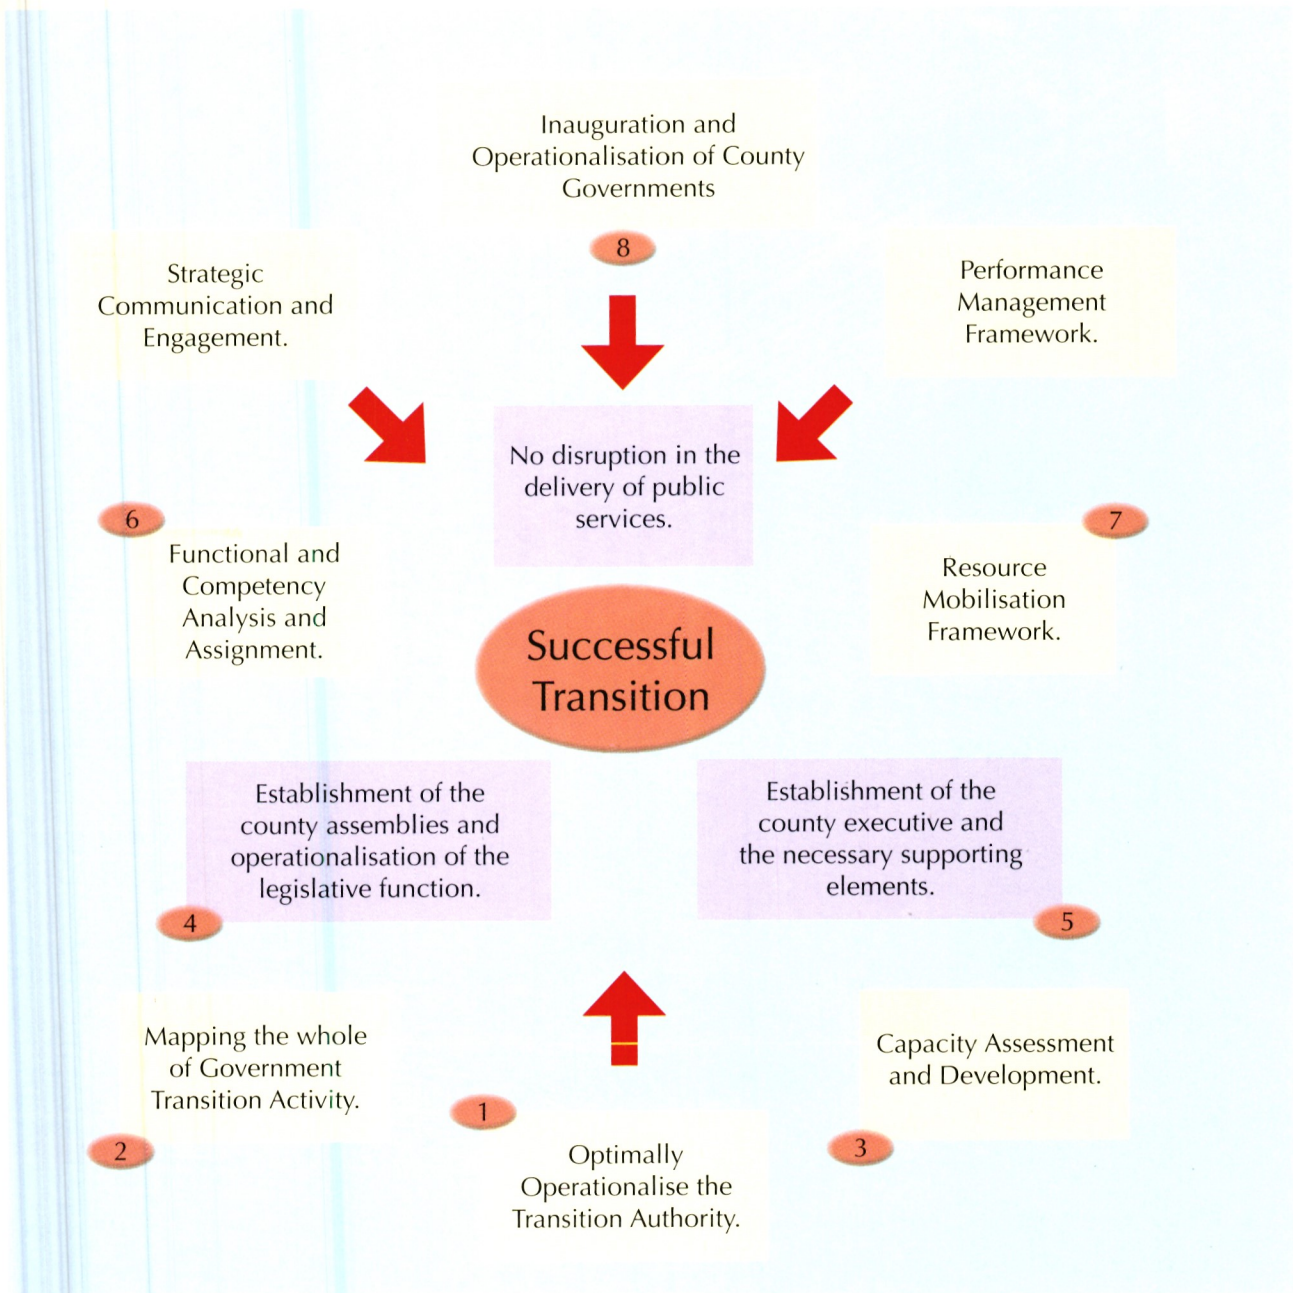 Inauguration and
Operationalisation of County
Governments
8
Strategic
Communication and
Engagement.
Performance
Management
Framework.
No disruption in the
delivery of public
services.
6
Functional and
Competency
Analysis and
Assignment.
7
Resource
Mobilisation
Framework.
Successful
Transition
Establishment of the
county assemblies and
operationalisation of the
legislative function.
4
Establishment of the
county executive and
the necessary supporting
elements.
5
Mapping the whole
of Government
Transition Activity.
2
Capacity Assessment
and Development.
3
1
Optimally
Operationalise the
Transition Authority.